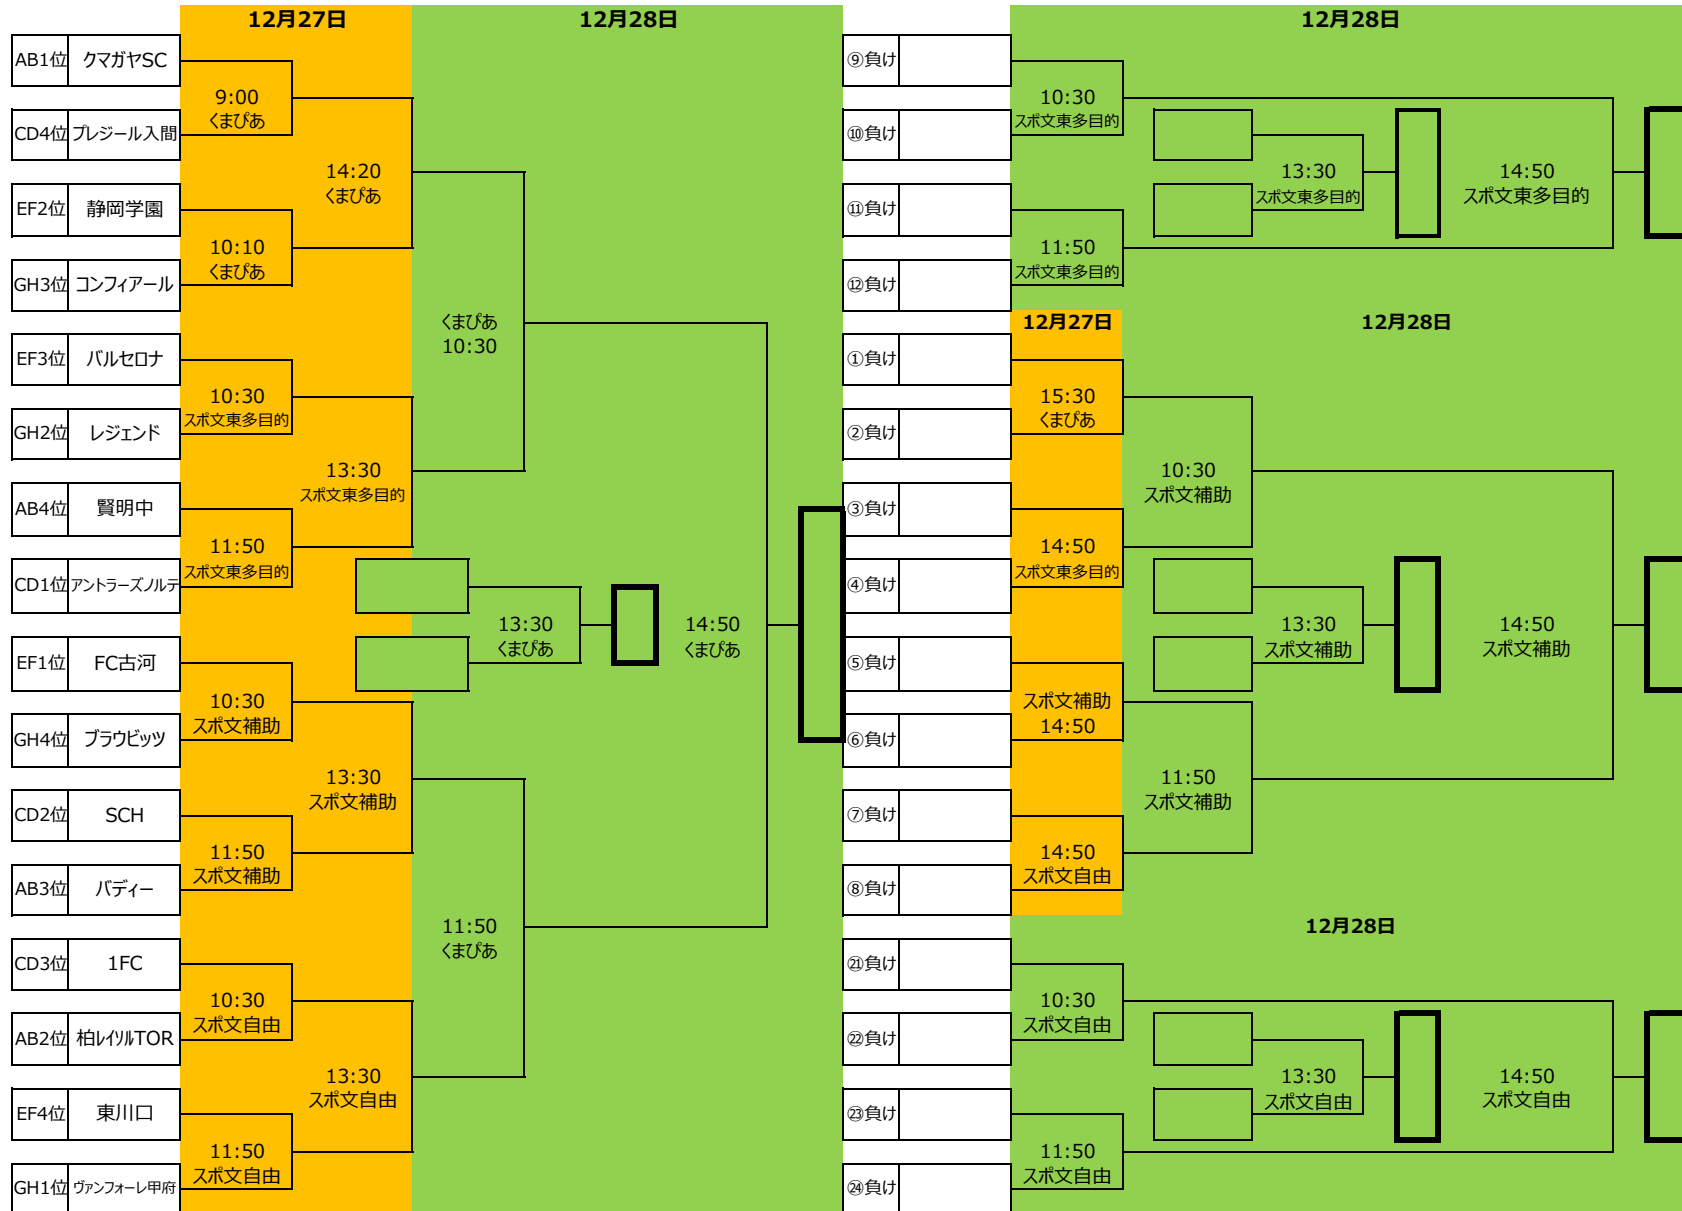 12月27日
12月28日
AB1位 クマガヤSC
9:00
くまぴあ
CD4位 プレジール入間
14:20
くまぴあ
EF2位 静岡学園
10:10
くまぴあ
GH3位 コンフィアール
くまぴあ
10:30
EF3位 バルセロナ
10:30
スポ文東多目的
GH2位 レジェンド
13:30
スポ文東多目的
AB4位 賢明中
11:50
スポ文東多目的
CD1位 アントラーズノルテ
13:30
くまぴあ
14:50
くまぴあ
EF1位 FC古河
10:30
スポ文補助
GH4位 ブラウビッツ
13:30
スポ文補助
CD2位 SCH
11:50
スポ文補助
AB3位 バディー
11:50
くまぴあ
CD3位 1FC
10:30
スポ文自由
AB2位 柏レイソルTOR
13:30
スポ文自由
EF4位 東川口
11:50
スポ文自由
GH1位 ヴァンフォーレ甲府
12月28日
⑨負け
10:30
スポ文東多目的
⑩負け
13:30
スポ文東多目的
14:50
スポ文東多目的
⑪負け
11:50
スポ文東多目的
⑫負け
12月27日
12月28日
①負け
15:30
くまぴあ
②負け
10:30
スポ文補助
③負け
14:50
スポ文東多目的
④負け
13:30
スポ文補助
14:50
スポ文補助
⑤負け
スポ文補助
14:50
⑥負け
11:50
スポ文補助
⑦負け
14:50
スポ文自由
⑧負け
12月28日
㉑負け
10:30
スポ文自由
㉒負け
13:30
スポ文自由
14:50
スポ文自由
㉓負け
11:50
スポ文自由
㉔負け